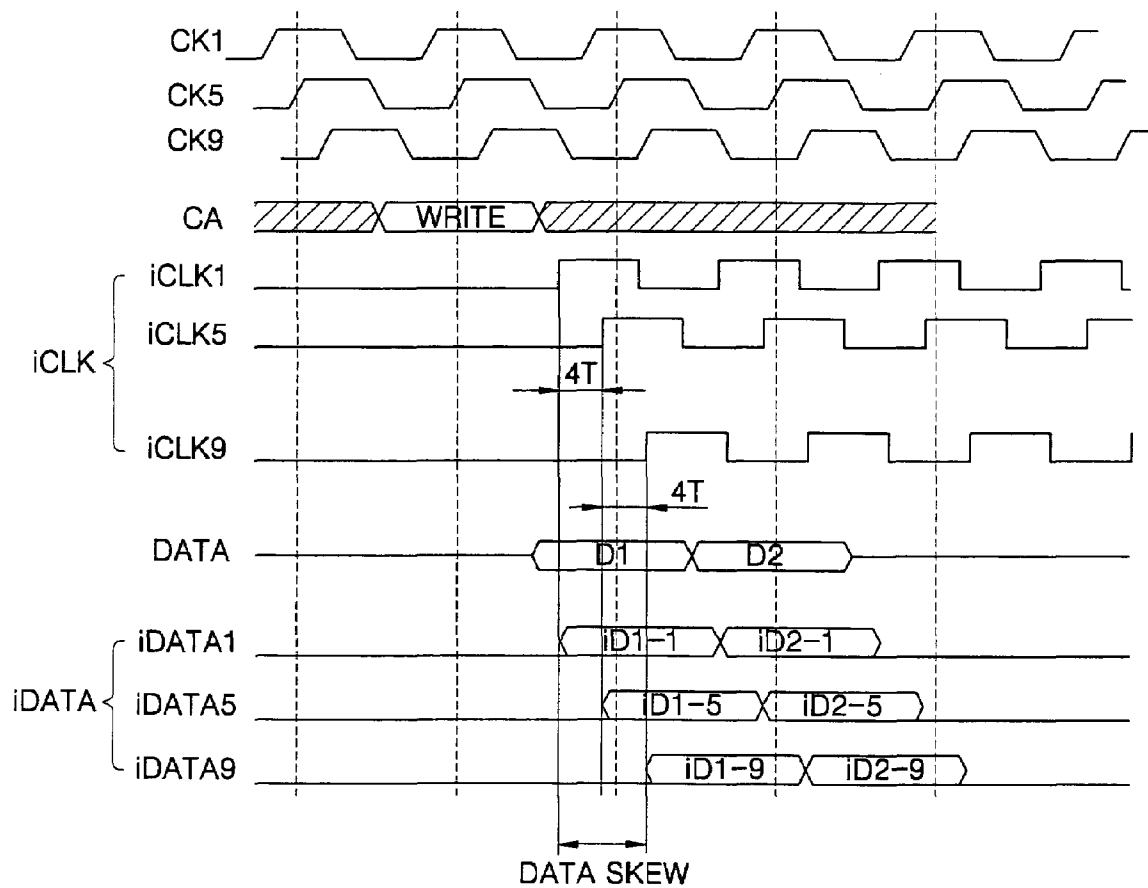 CK1
CK5
CK9
CA
WRITE
iCLK
iCLK1
iCLK5
4T
iCLK9
4T
DATA
D1
D2
iDATA
iDATA1
iD1-1
iD2-1
iDATA5
iD1-5
iD2-5
iDATA9
iD1-9
iD2-9
DATA SKEW